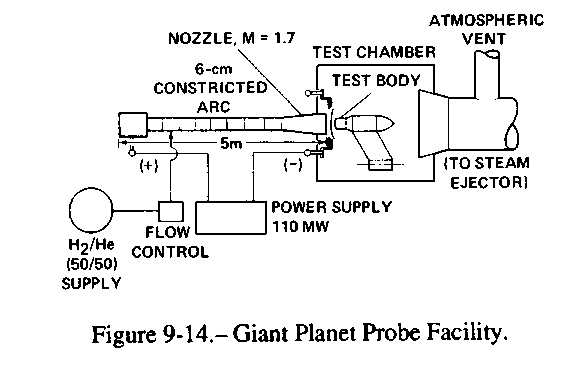 ATMOSPHERIC
VENT
NOZZLE, M = 1.7
TEST CHAMBER
6-cm
CONSTRICTED
ARC
TEST BODY
5m
(+)
(–)
(TO STEAM
EJECTOR)
POWER SUPPLY
110 MW
FLOW
CONTROL
H2/He
(50/50)
SUPPLY
Figure 9-14.– Giant Planet Probe Facility.